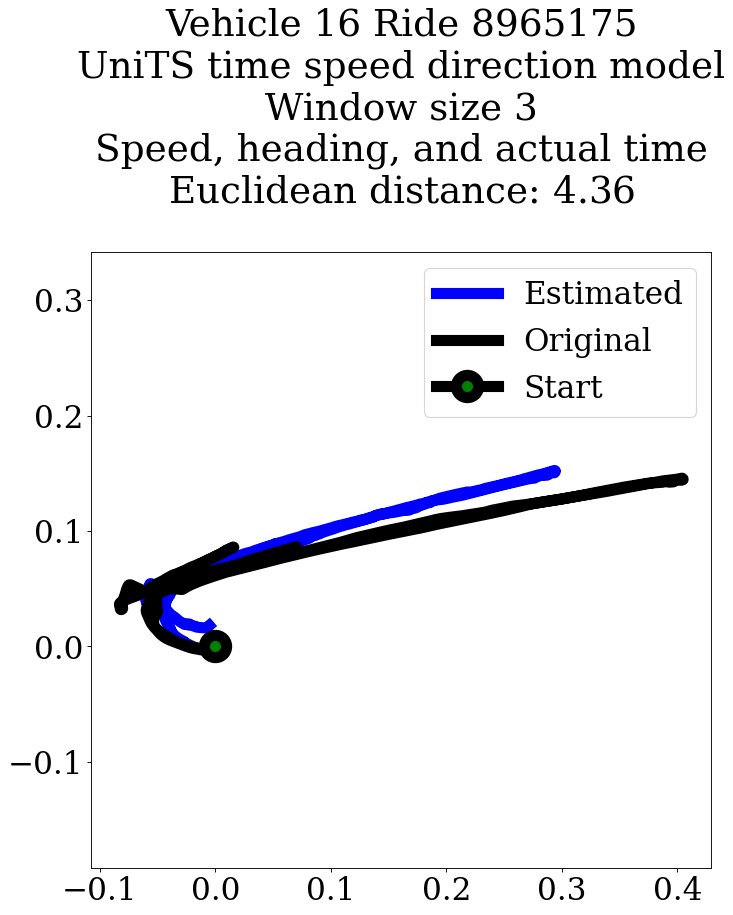 Vehicle 16 Ride 8965175
UniTS time speed direction model
Window size 3
Speed, heading, and actual time
Euclidean distance: 4.36
Estimated
Original
Start
0.3
0.2
0.1
0.0
−0.1
−0.1 0.0 0.1 0.2 0.3 0.4